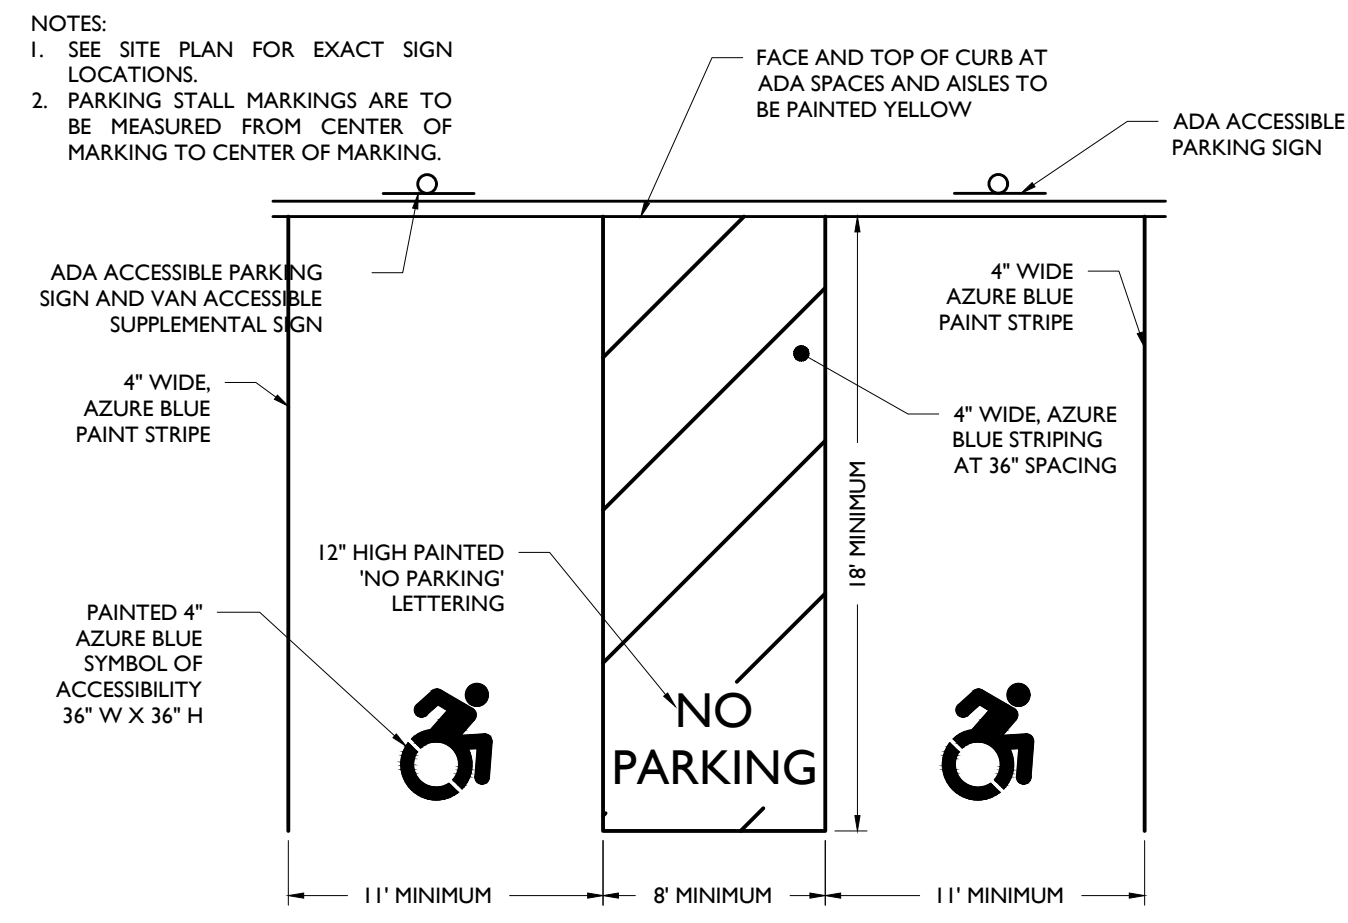 NOTES:
1. SEE SITE PLAN FOR EXACT SIGN
LOCATIONS.
2. PARKING STALL MARKINGS ARE TO
BE MEASURED FROM CENTER OF
MARKING TO CENTER OF MARKING.
FACE AND TOP OF CURB AT
ADA SPACES AND AISLES TO
BE PAINTED YELLOW
ADA ACCESSIBLE
PARKING SIGN
ADA ACCESSIBLE PARKING
SIGN AND VAN ACCESSIBLE
SUPPLEMENTAL SIGN
4" WIDE
AZURE BLUE
PAINT STRIPE
4" WIDE,
AZURE BLUE
PAINT STRIPE
4" WIDE, AZURE
BLUE STRIPING
AT 36" SPACING
18' MINIMUM
12" HIGH PAINTED
'NO PARKING'
LETTERING
PAINTED 4"
AZURE BLUE
SYMBOL OF
ACCESSIBILITY
36" W X 36" H
NO
PARKING
11' MINIMUM
8' MINIMUM
11' MINIMUM